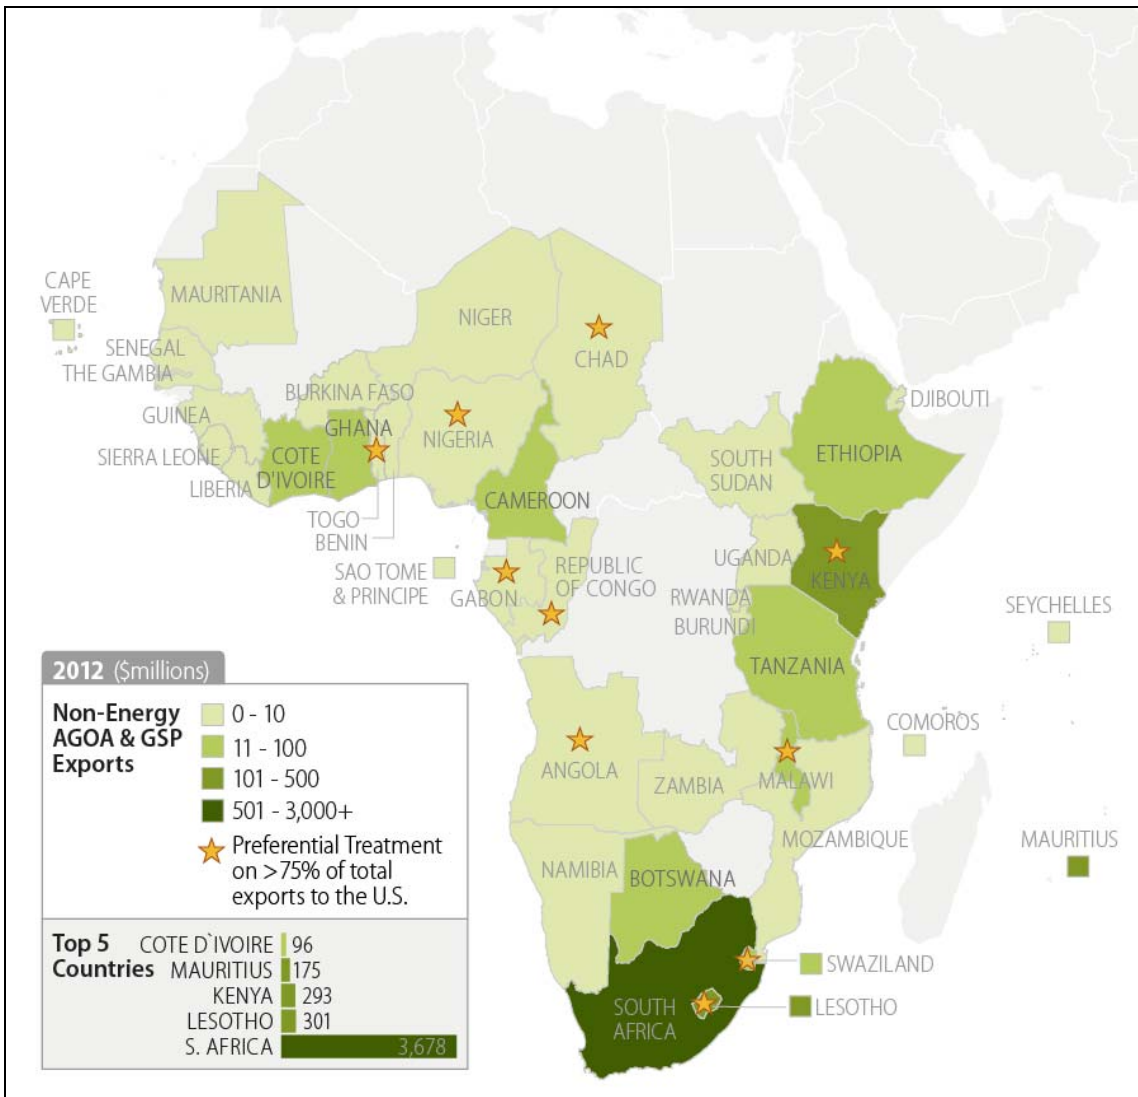 CAPE
VERDE
MAURITANIA
NIGER
CHAD
SENEGAL
THE GAMBIA
BURKINA FASO
GUINEA
GHANA
NIGERIA
DJIBOUTI
SIERRA LEONE
COTE
D'IVOIRE
LIBERIA
CAMEROON
SOUTH
SUDAN
ETHIOPIA
TOGO
BENIN
SAO TOME
& PRINCIPE
GABON
REPUBLIC
OF CONGO
UGANDA
KENYA
RWANDA
BURUNDI
SEYCHELLES
TANZANIA
COMOROS
ANGOLA
ZAMBIA
MALAWI
MOZAMBIQUE
MAURITIUS
NAMIBIA
BOTSWANA
SWAZILAND
SOUTH
AFRICA
LESOTHO
2012 ($millions)
Non-Energy
AGOA & GSP
Exports
0 - 10
11 - 100
101 - 500
501 - 3,000+
Preferential Treatment
on >75% of total
exports to the U.S.
Top 5
Countries
COTE D`IVOIRE 96
MAURITIUS 175
KENYA 293
LESOTHO 301
S. AFRICA 3,678